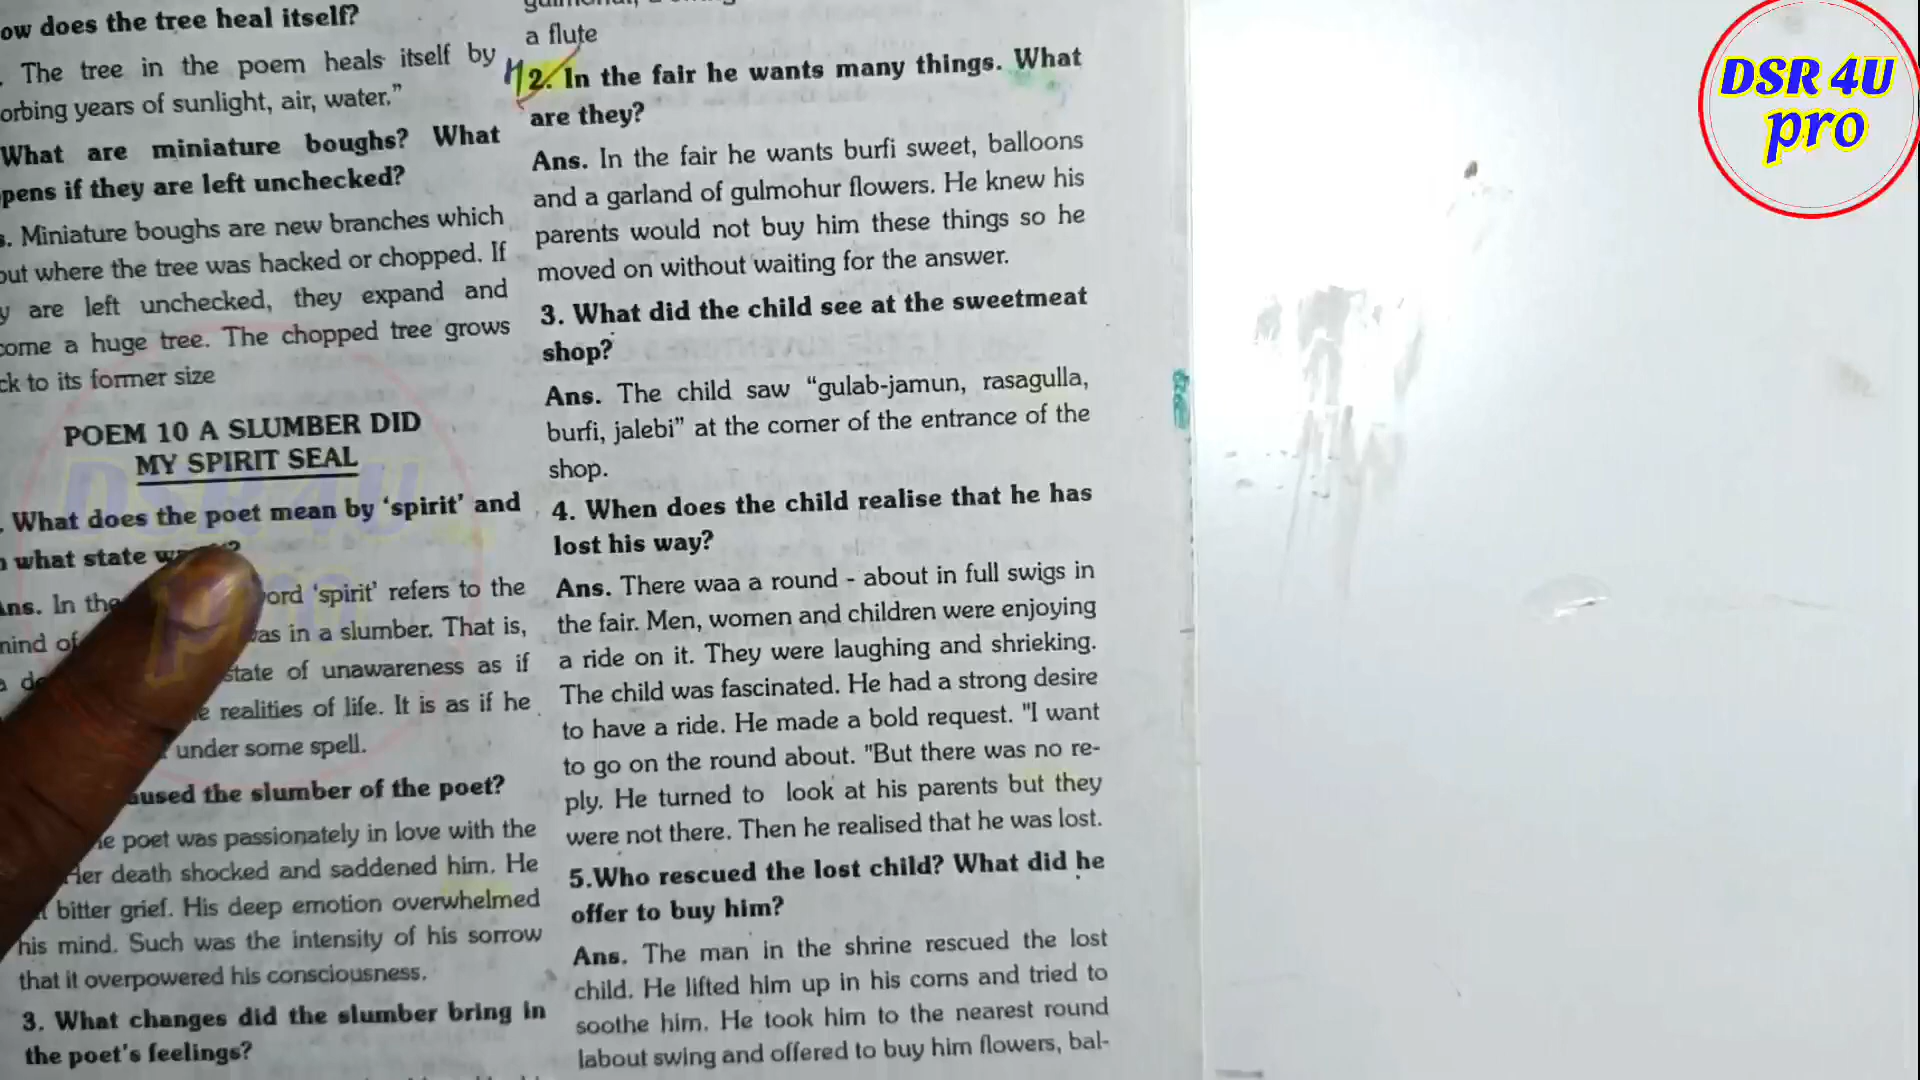 ow does the tree heal itself?
. The tree in the poem heals itself by
orbing years of sunlight, air, water."
What are miniature boughs? What
pens if they are left unchecked?
s. Miniature boughs are new branches which
out where the tree was hacked or chopped. If
y are left unchecked, they expand and
come a huge tree. The chopped tree grows
ck to its former size
POEM 10 A SLUMBER DID
MY SPIRIT SEAL
. What does the poet mean by 'spirit' and
what state
ns. In the ord 'spirit' refers to the
mind of as in a slumber. That is,
a de state of unawareness as if
e realities of life. It is as if he
under some spell.
aused the slumber of the poet?
e poet was passionately in love with the
Her death shocked and saddened him. He
bitter grief. His deep emotion overwhelmed
his mind. Such was the intensity of his sorrow
that it overpowered his consciousness.
3. What changes did the slumber bring in
the poet's feelings?
a flute
2. In the fair he wants many things. What
are they?
Ans. In the fair he wants burfi sweet, balloons
and a garland of gulmohur flowers. He knew his
parents would not buy him these things so he
moved on without waiting for the answer.
3. What did the child see at the sweetmeat
shop?
Ans. The child saw "gulab-jamun, rasagulla,
burfi, jalebi" at the corner of the entrance of the
shop.
4. When does the child realise that he has
lost his way?
Ans. There waa a round - about in full swigs in
the fair. Men, women and children were enjoying
a ride on it. They were laughing and shrieking.
The child was fascinated. He had a strong desire
to have a ride. He made a bold request. "I want
to go on the round about. "But there was no re-
ply. He turned to look at his parents but they
were not there. Then he realised that he was lost.
5.Who rescued the lost child? What did he
offer to buy him?
Ans. The man in the shrine rescued the lost
child. He lifted him up in his corns and tried to
soothe him. He took him to the nearest round
labout swing and offered to buy him flowers, bal-
DSR 4U
pro
DSR 4U
pro